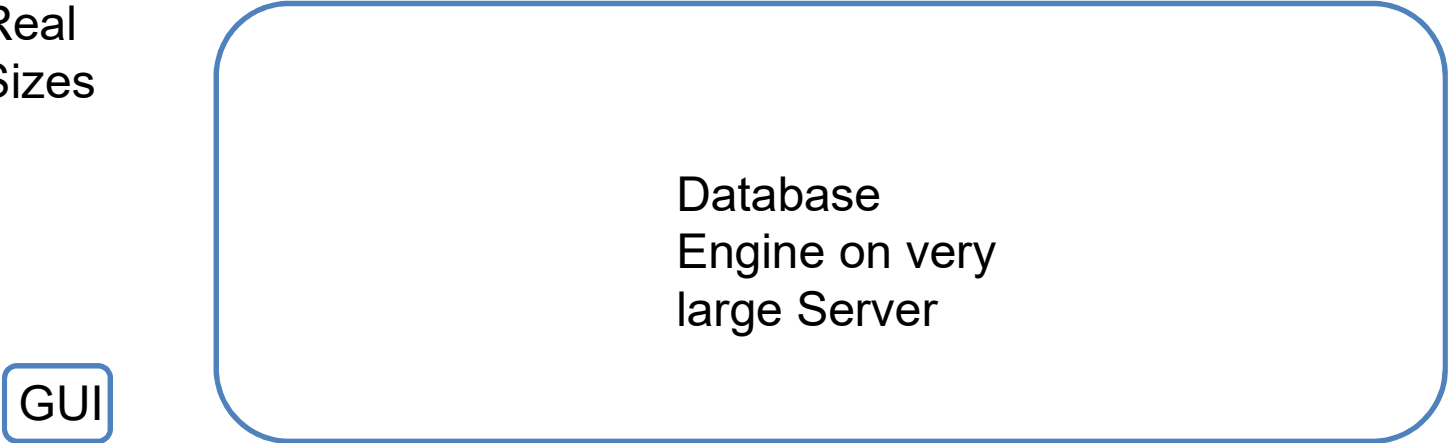 Real
Sizes
Database
Engine on very
large Server
GUI